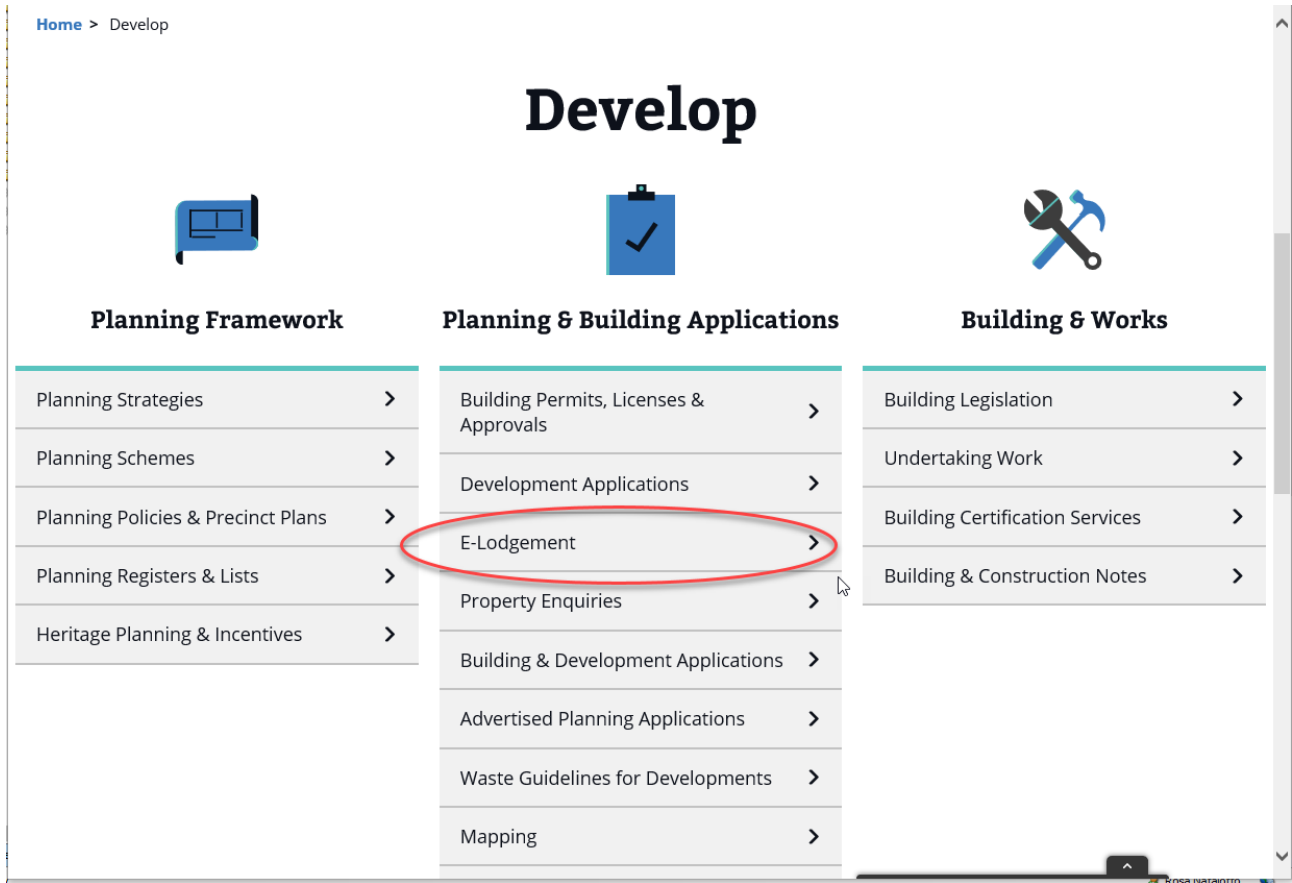 Home > Develop
Develop
Planning Framework
Planning Strategies
Planning Schemes
Planning Policies & Precinct Plans
Planning Registers & Lists
Heritage Planning & Incentives
Planning & Building Applications
Building Permits, Licenses &
Approvals
Development Applications
E-Lodgement
Property Enquiries
Building & Development Applications
Advertised Planning Applications
Waste Guidelines for Developments
Mapping
Building & Works
Building Legislation
Undertaking Work
Building Certification Services
Building & Construction Notes